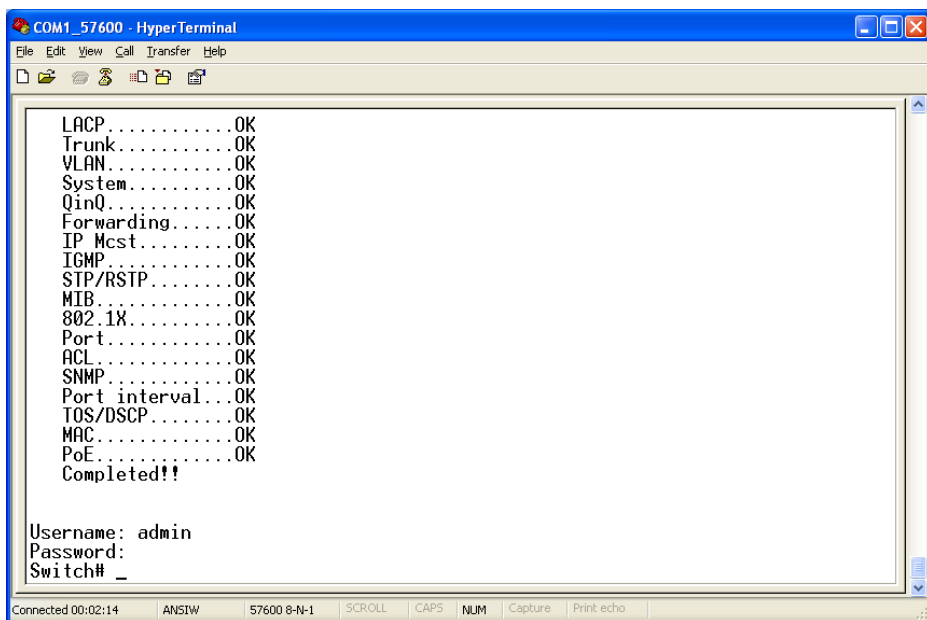 COM1_57600 - HyperTerminal
File Edit View Call Transfer Help
LACP............OK
Trunk...........OK
VLAN............OK
System..........OK
QinQ............OK
Forwarding......OK
IP Mcst.........OK
IGMP............OK
STP/RSTP........OK
MIB.............OK
802.1X..........OK
Port............OK
ACL.............OK
SNMP............OK
Port interval...OK
TOS/DSCP........OK
MAC.............OK
PoE.............OK
Completed!!
Username: admin
Password:
Switch# _
Connected 00:02:14 ANSIW 57600 8-N-1 SCROLL CAPS NUM Capture Print echo